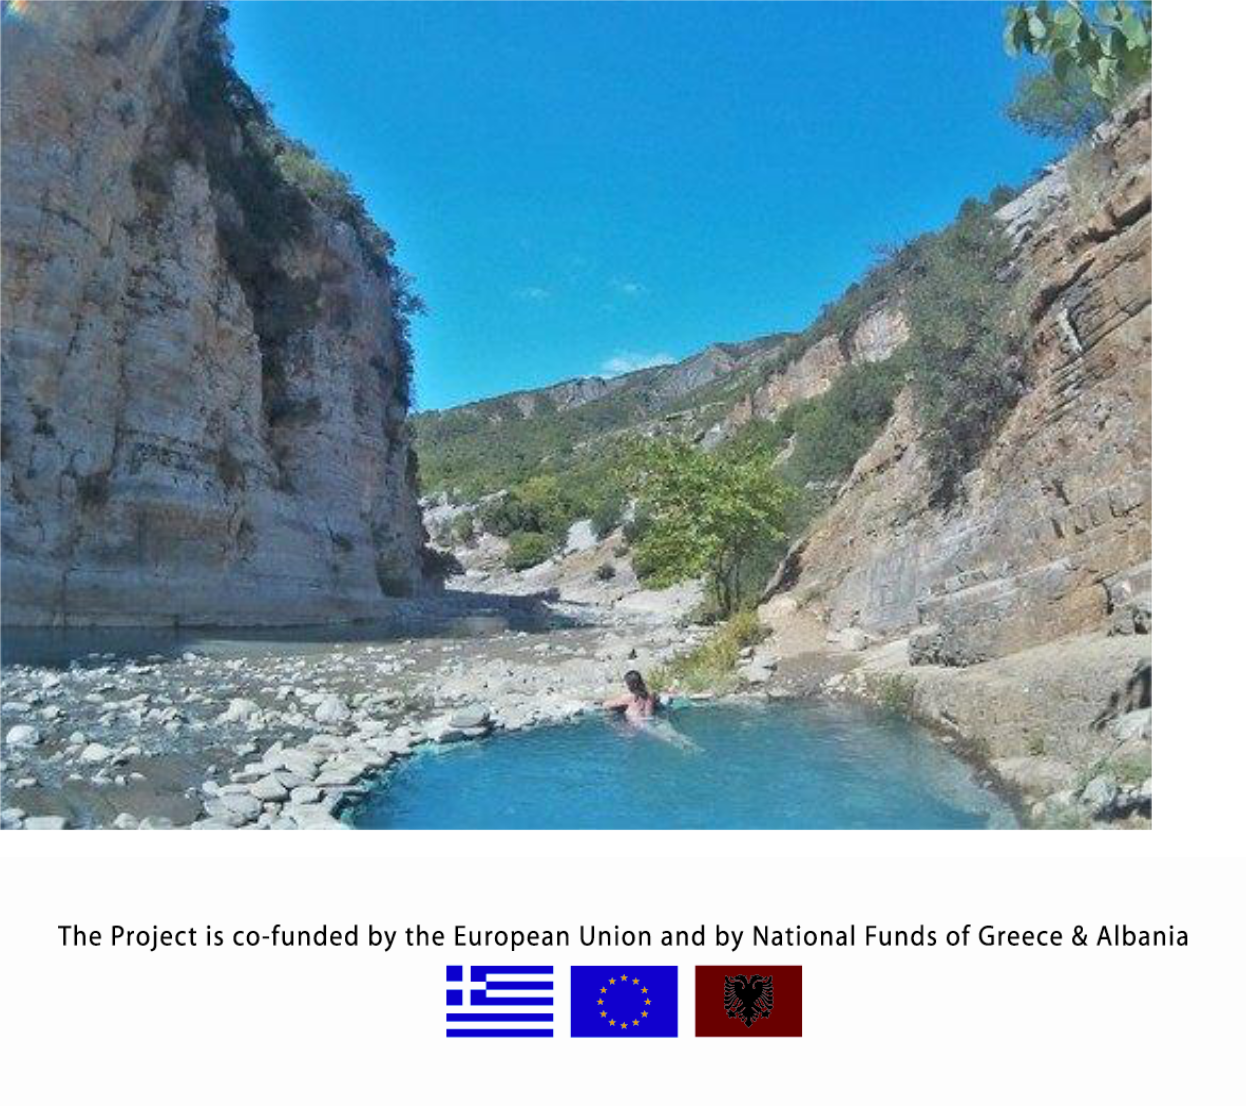 The Project is co-funded by the European Union and by National Funds of Greece & Albania